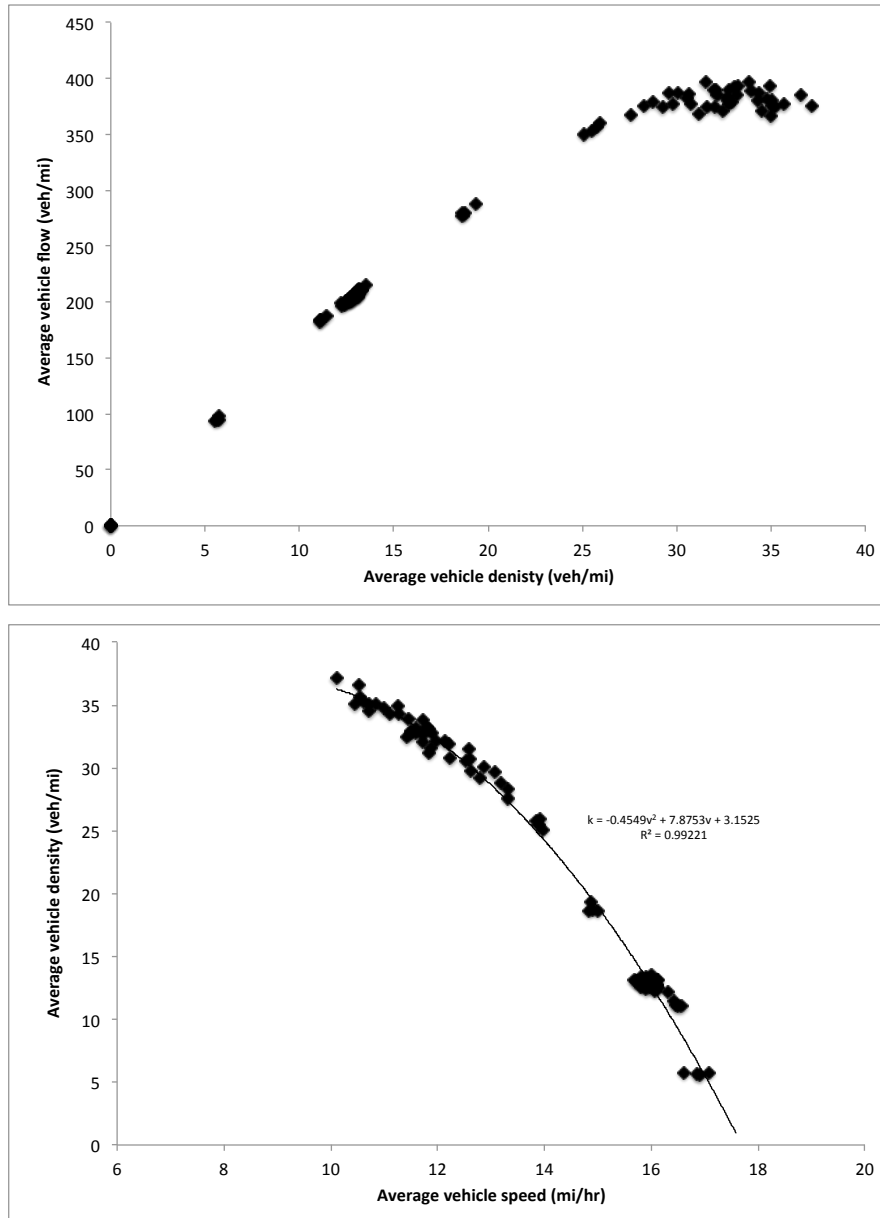 450
400
350
300
250
200
150
100
50
0
Average vehicle flow (veh/mi)
0 5 10 15 20 25 30 35 40
Average vehicle denisty (veh/mi)
40
35
30
25
20
15
10
5
0
Average vehicle density (veh/mi)
k = -0.4549v² + 7.8753v + 3.1525
R² = 0.99221
6 8 10 12 14 16 18 20
Average vehicle speed (mi/hr)